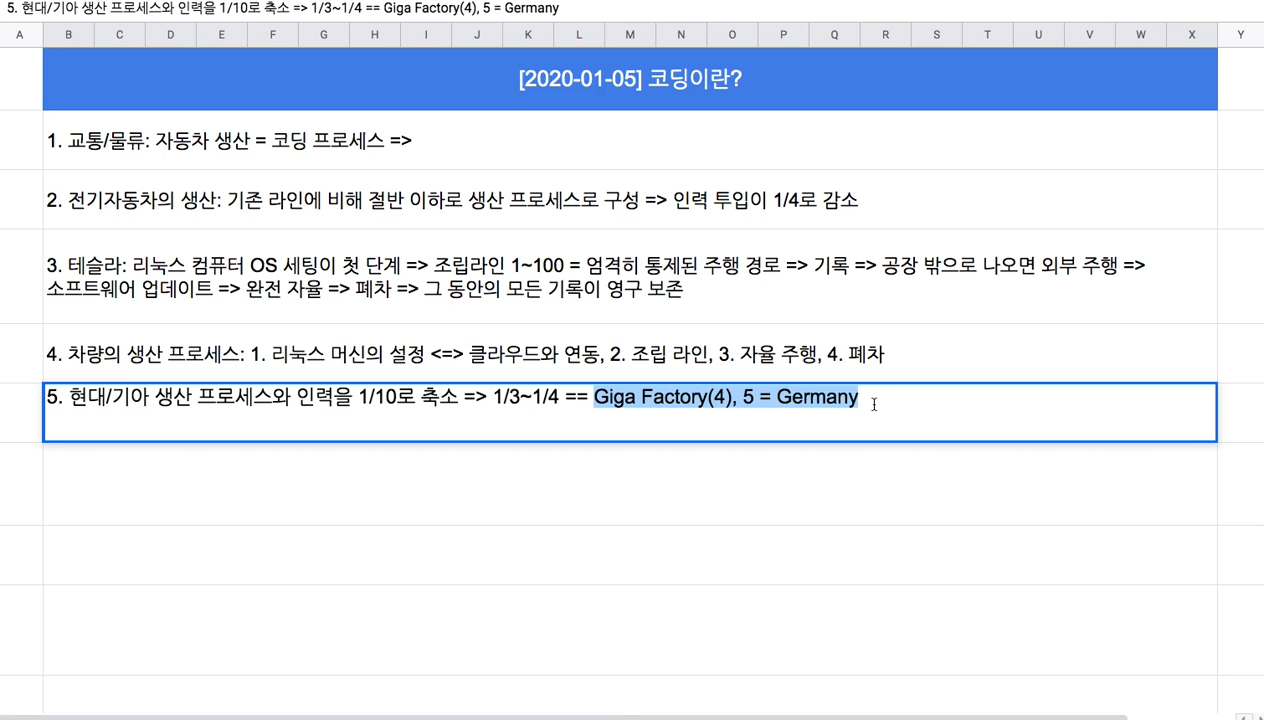 5. 현대/기아 생산 프로세스와 인력을 1/10로 축소 => 1/3~1/4 == Giga Factory(4), 5 = Germany
A B C D E F G H I J K L M N O P Q R S T U V W X Y
[2020-01-05] 코딩이란?
1. 교통/물류: 자동차 생산 = 코딩 프로세스 =>
2. 전기자동차의 생산: 기존 라인에 비해 절반 이하로 생산 프로세스로 구성 => 인력 투입이 1/4로 감소
3. 테슬라: 리눅스 컴퓨터 OS 세팅이 첫 단계 => 조립라인 1~100 = 엄격히 통제된 주행 경로 => 기록 => 공장 밖으로 나오면 외부 주행 =>
소프트웨어 업데이트 => 완전 자율 => 폐차 => 그 동안의 모든 기록이 영구 보존
4. 차량의 생산 프로세스: 1. 리눅스 머신의 설정 <=> 클라우드와 연동, 2. 조립 라인, 3. 자율 주행, 4. 폐차
5. 현대/기아 생산 프로세스와 인력을 1/10로 축소 => 1/3~1/4 == Giga Factory(4), 5 = Germany